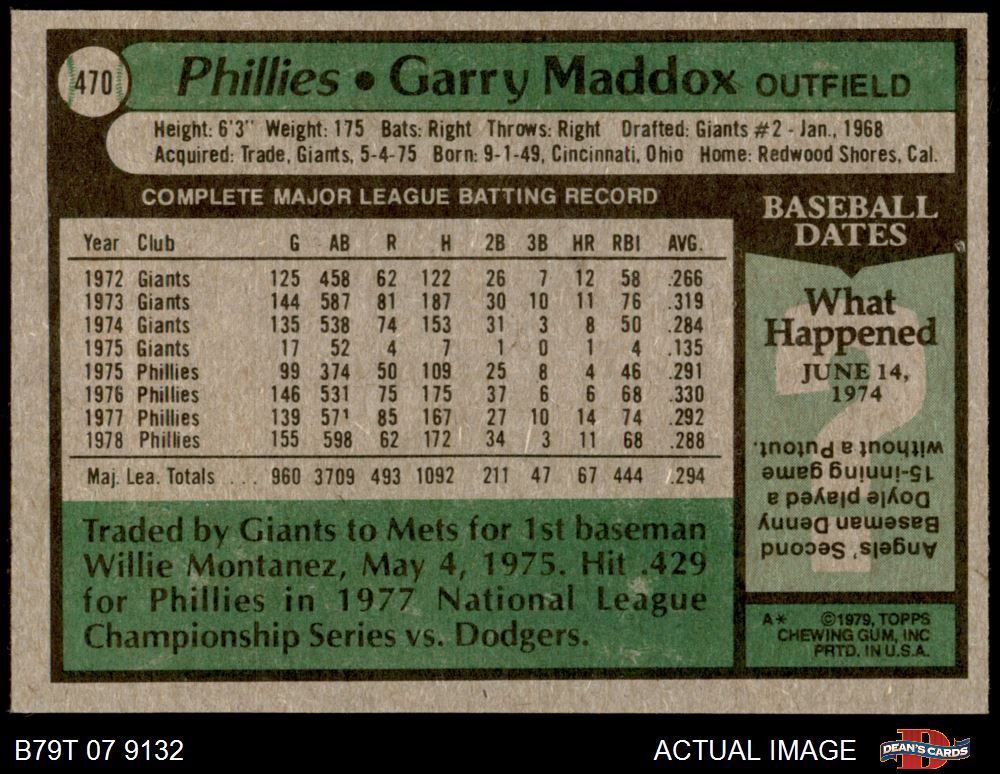 470
Phillies • Garry Maddox OUTFIELD
Height: 6'3" Weight: 175 Bats: Right Throws: Right Drafted: Giants #2 - Jan., 1968
Acquired: Trade, Giants, 5-4-75 Born: 9-1-49, Cincinnati, Ohio Home: Redwood Shores, Cal.
COMPLETE MAJOR LEAGUE BATTING RECORD
Year Club G AB R H 2B 3B HR RBI AVG.
1972 Giants 125 458 62 122 26 7 12 58 .266
1973 Giants 144 587 81 187 30 10 11 76 .319
1974 Giants 135 538 74 153 31 3 8 50 .284
1975 Giants 17 52 4 7 1 0 1 4 .135
1975 Phillies 99 374 50 109 25 8 4 46 .291
1976 Phillies 146 531 75 175 37 6 6 68 .330
1977 Phillies 139 571 85 167 27 10 14 74 .292
1978 Phillies 155 598 62 172 34 3 11 68 .288
Maj. Lea. Totals . . . 960 3709 493 1092 211 47 67 444 .294
Traded by Giants to Mets for 1st baseman
Willie Montanez, May 4, 1975. Hit .429
for Phillies in 1977 National League
Championship Series vs. Dodgers.
BASEBALL
DATES
What
Happened
JUNE 14,
1974
?
Angels' Second
Baseman Denny
Doyle played a
15-inning game
without a Putout.
A* ©1979, TOPPS
CHEWING GUM, INC
PRTD. IN U.S.A.
B79T 07 9132
ACTUAL IMAGE
DEAN'S CARDS